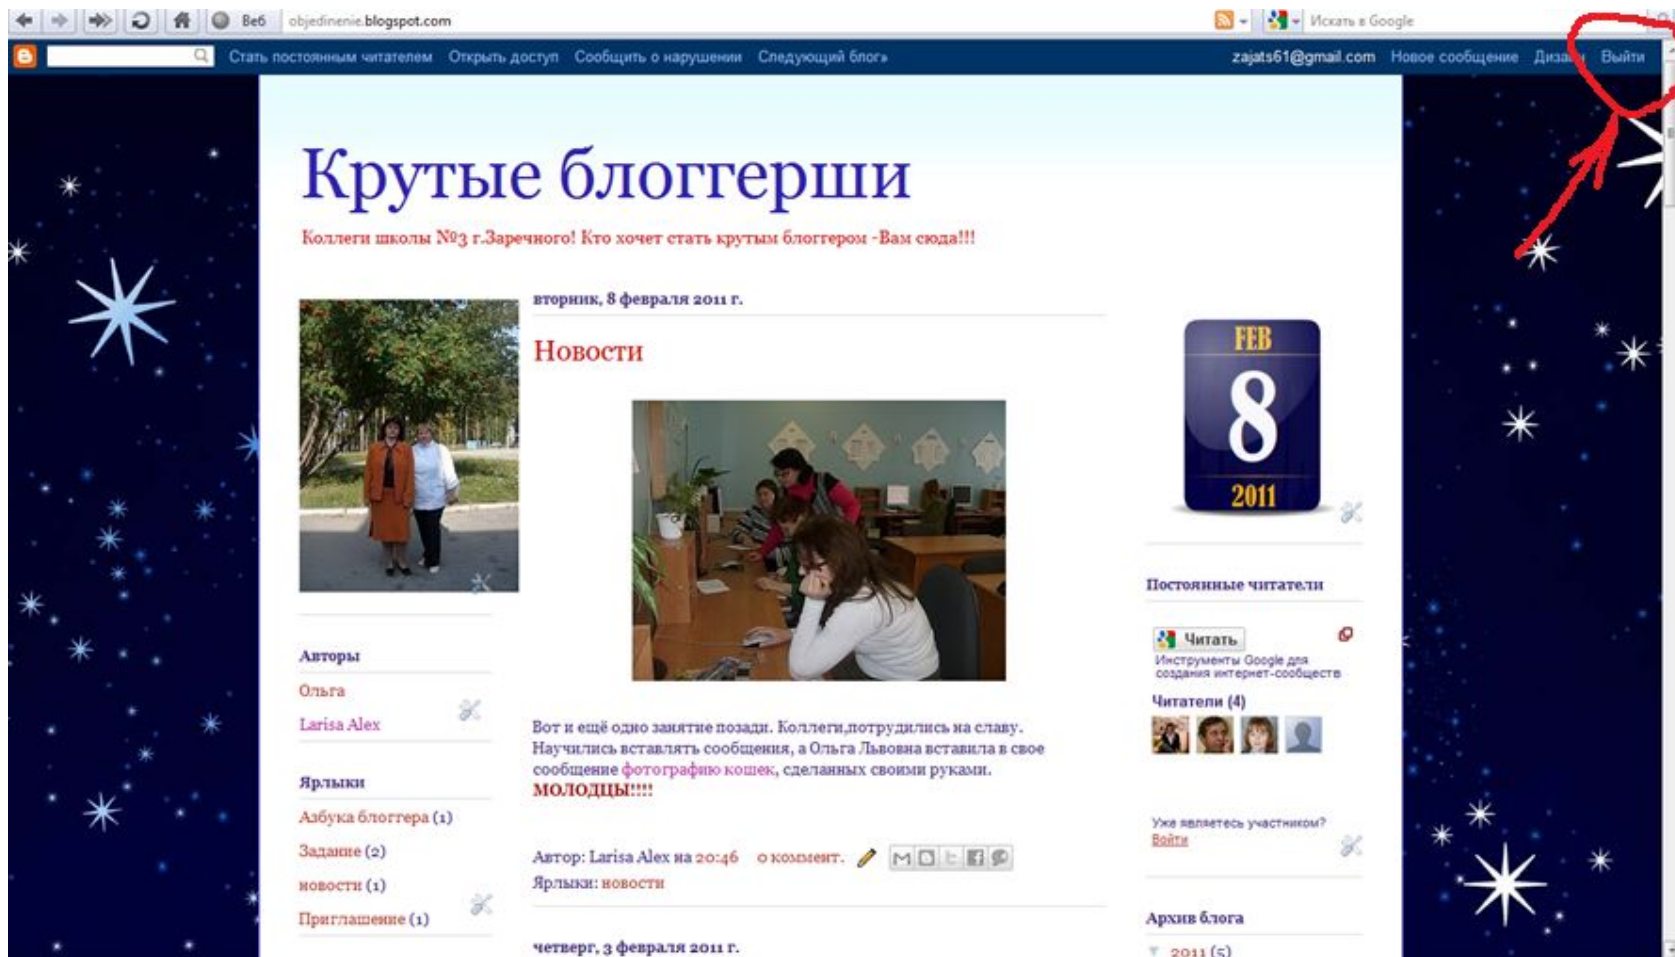 Веб objedinenie.blogspot.com Искать в Google
Стать постоянным читателем Открыть доступ Сообщить о нарушении Следующий блог» zajats61@gmail.com Новое сообщение Дизайн Выйти
Крутые блоггерши
Коллеги школы №3 г.Заречного! Кто хочет стать крутым блоггером -Вам сюда!!!
Авторы
Ольга
Larisa Alex
Ярлыки
Азбука блоггера (1)
Задание (2)
новости (1)
Приглашение (1)
вторник, 8 февраля 2011 г.
Новости
Вот и ещё одно занятие позади. Коллеги,потрудились на славу.
Научились вставлять сообщения, а Ольга Львовна вставила в свое
сообщение фотографию кошек, сделанных своими руками.
МОЛОДЦЫ!!!!
Автор: Larisa Alex на 20:46 0 коммент.
Ярлыки: новости
четверг, 3 февраля 2011 г.
FEB
8
2011
Постоянные читатели
Читать
Инструменты Google для
создания интернет-сообществ
Читатели (4)
Уже являетесь участником?
Войти
Архив блога
▼ 2011 (5)